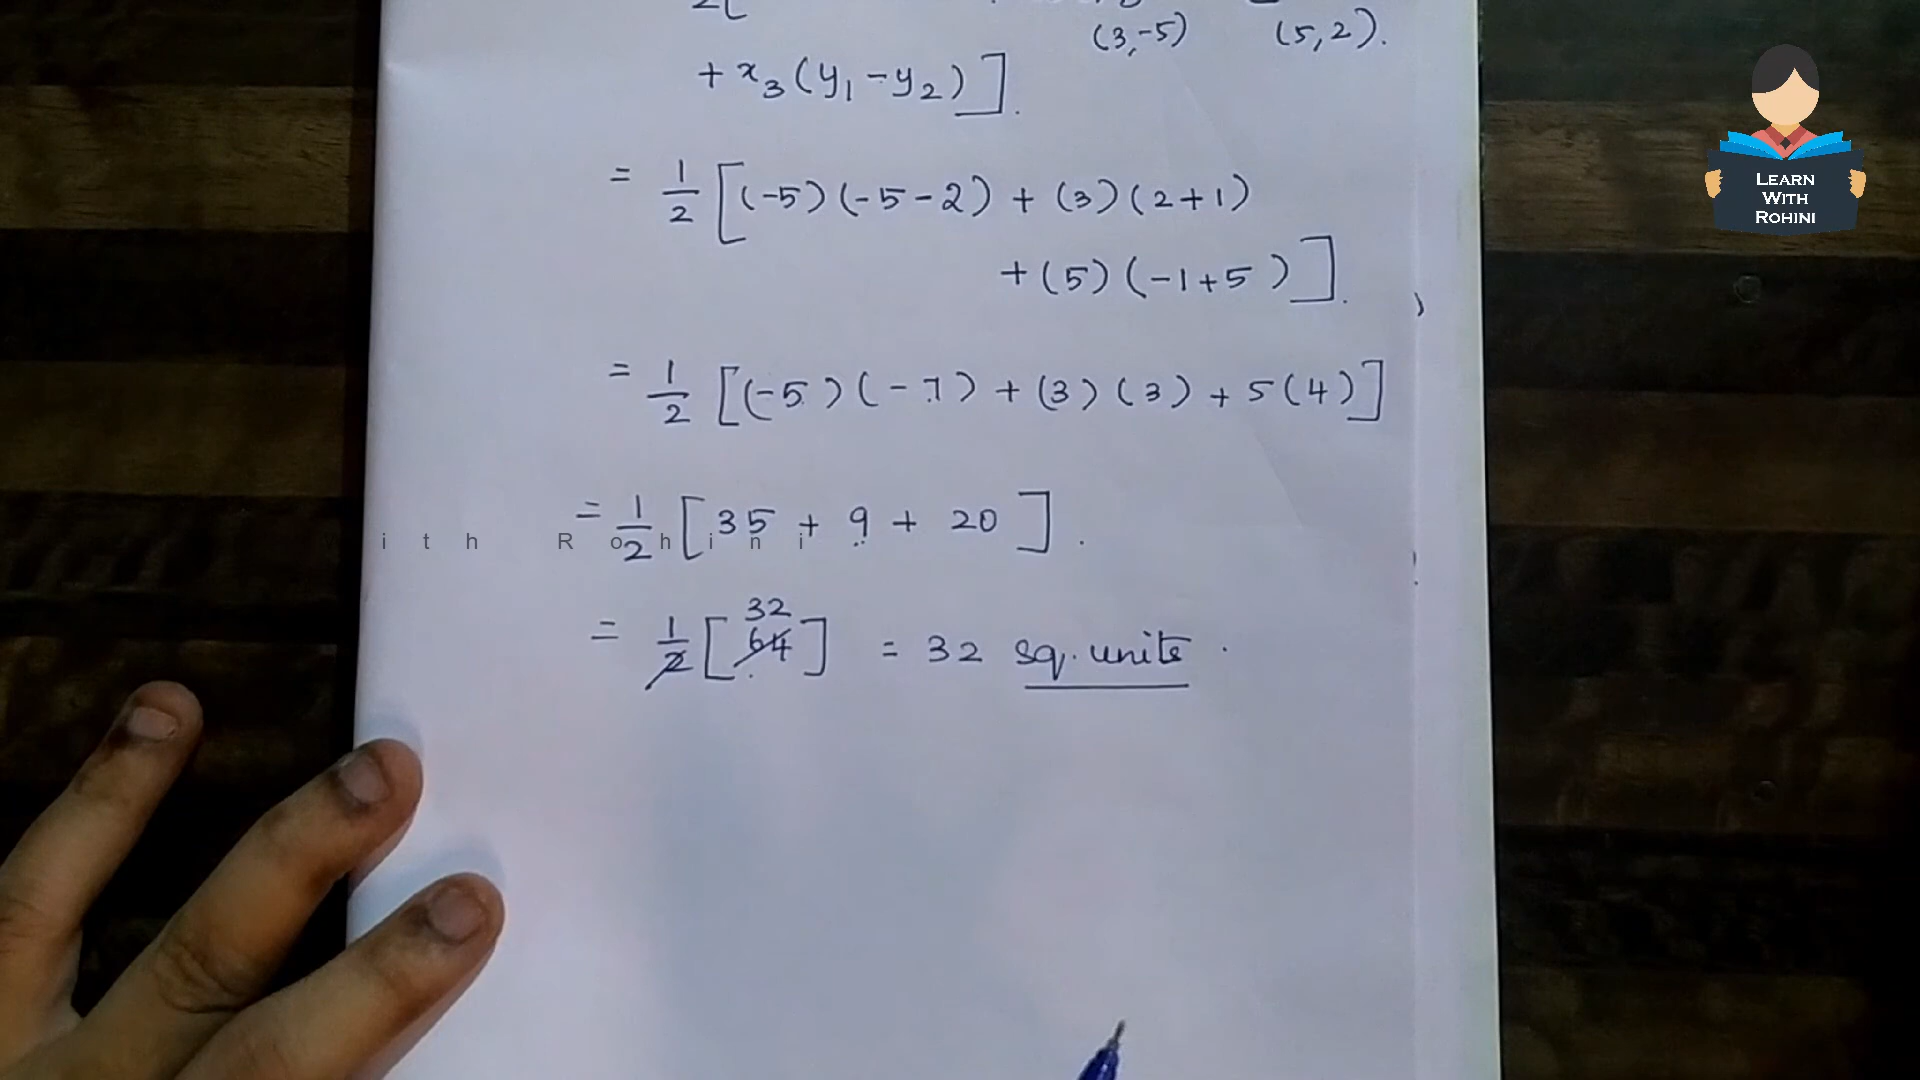 (3,-5) (5,2).
+ x₃(y₁-y₂)].
= 1/2 [(-5)(-5-2) + (3)(2+1)
+(5)(-1+5)].
= 1/2 [(-5)(-7) + (3)(3) + 5(4)]
= 1/2 [35 + 9 + 20].
ith Rohini
32
= 1/2 [64] = 32 sq. units.
LEARN
WITH
ROHINI